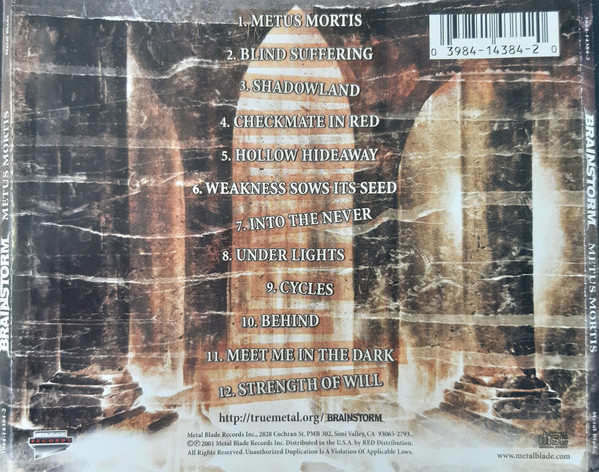 1. METUS MORTIS
2. BLIND SUFFERING
3. SHADOWLAND
4. CHECKMATE IN RED
5. HOLLOW HIDEAWAY
6. WEAKNESS SOWS ITS SEED
7. INTO THE NEVER
8. UNDER LIGHTS
9. CYCLES
10. BEHIND
11. MEET ME IN THE DARK
12. STRENGTH OF WILL
http://truemetal.org/BRAINSTORM
Metal Blade Records Inc., 2828 Cochran St. PMB 302, Simi Valley, CA 93065-2793.
©℗2001 Metal Blade Records Inc. Distributed in the U.S.A. by RED Distribution.
All Rights Reserved. Unauthorized Duplication Is A Violation Of Applicable Laws.
0 3984-14384-2 0
www.metalblade.com
BRAINSTORM METUS MORTIS
3984-14384-2
RECORDS
BRAINSTORM METUS MORTIS